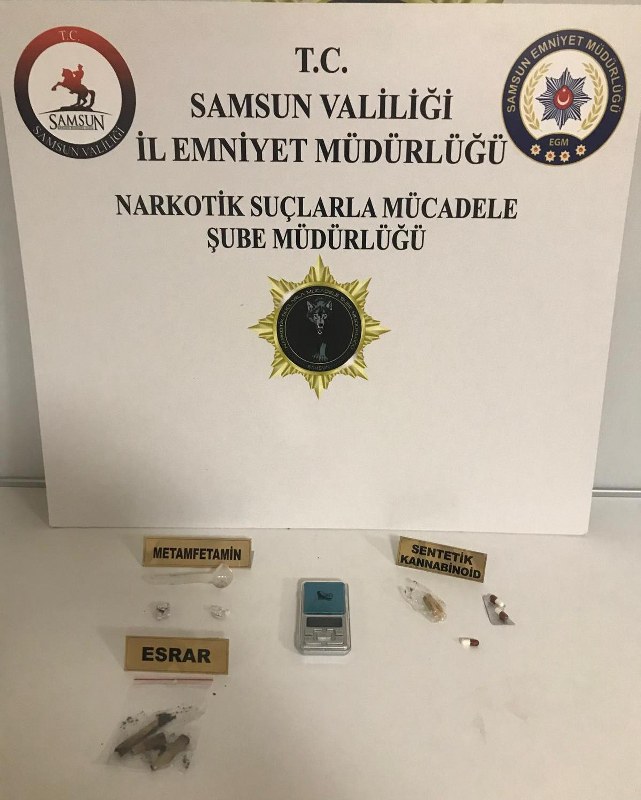 T.C.
SAMSUN
SAMSUN VALİLİĞİ
T.C.
SAMSUN VALİLİĞİ
İL EMNİYET MÜDÜRLÜĞÜ
SAMSUN EMNİYET MÜDÜRLÜĞÜ
EGM
NARKOTİK SUÇLARLA MÜCADELE
ŞUBE MÜDÜRLÜĞÜ
METAMFETAMİN
SENTETİK
KANNABİNOİD
ESRAR